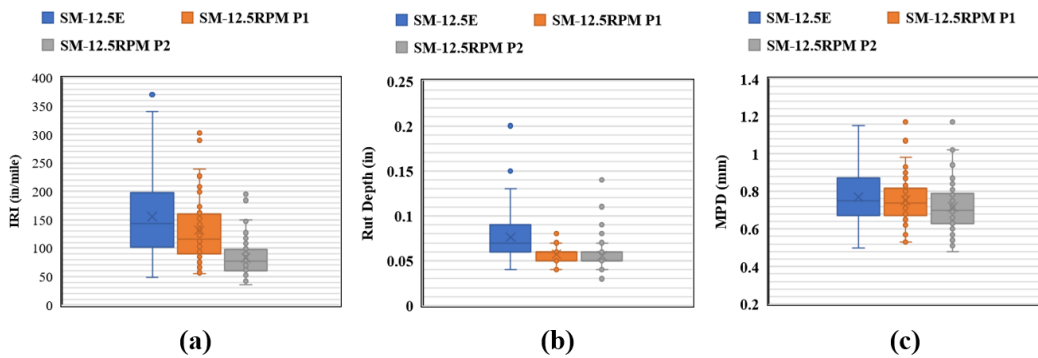 SM-12.5E SM-12.5RPM P1
SM-12.5RPM P2
IRI (in/mile)
400
350
300
250
200
150
100
50
0
(a)
SM-12.5E SM-12.5RPM P1
SM-12.5RPM P2
Rut Depth (in)
0.25
0.2
0.15
0.1
0.05
0
(b)
SM-12.5E SM-12.5RPM P1
SM-12.5RPM P2
MPD (mm)
1.4
1.2
1
0.8
0.6
0.4
0.2
(c)